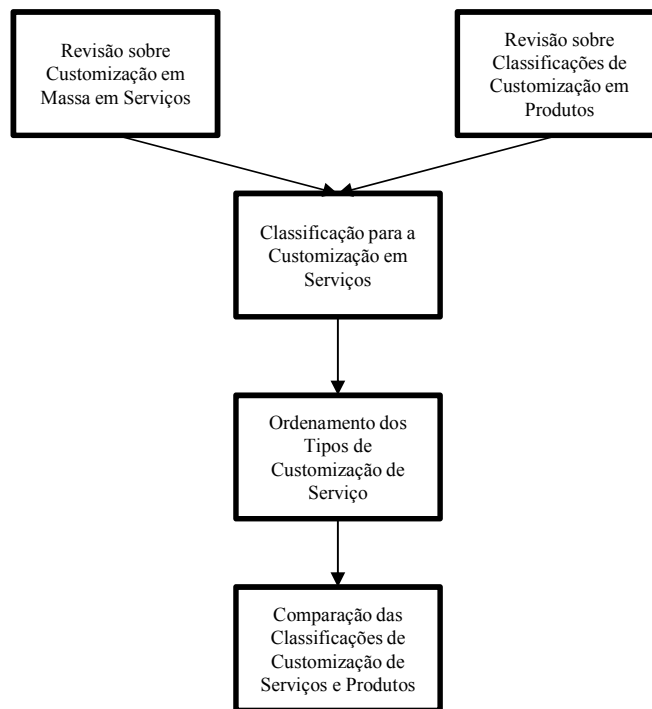 Revisão sobre
Customização em
Massa em Serviços
Revisão sobre
Classificações de
Customização em
Produtos
Classificação para a
Customização em
Serviços
Ordenamento dos
Tipos de
Customização de
Serviço
Comparação das
Classificações de
Customização de
Serviços e Produtos